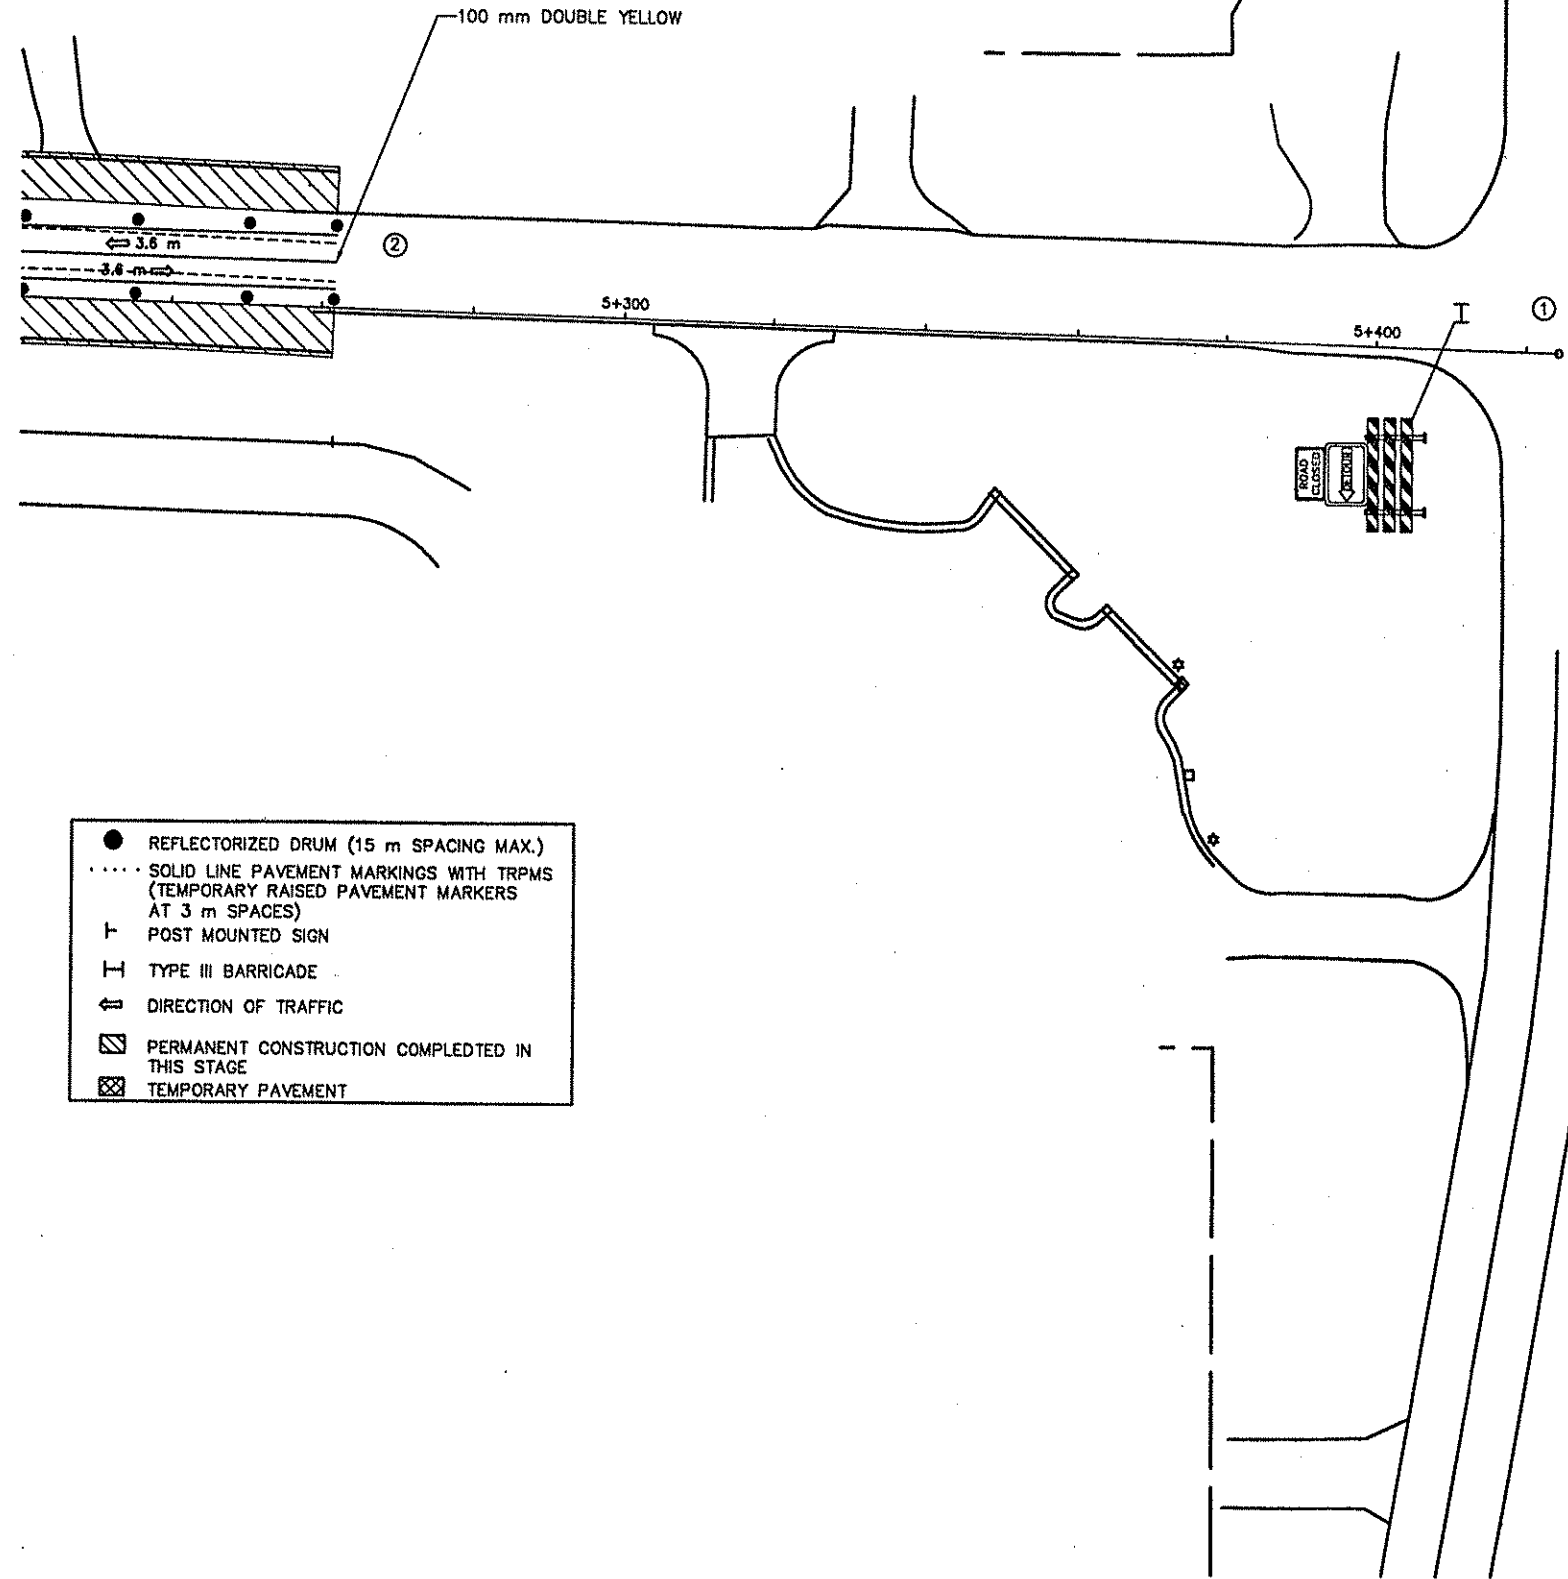 100 mm DOUBLE YELLOW
3.6 m
②
3.6 m
5+300
①
5+400
ROAD
CLOSED
DETOUR
REFLECTORIZED DRUM (15 m SPACING MAX.)
SOLID LINE PAVEMENT MARKINGS WITH TRPMS
(TEMPORARY RAISED PAVEMENT MARKERS
AT 3 m SPACES)
POST MOUNTED SIGN
TYPE III BARRICADE
DIRECTION OF TRAFFIC
PERMANENT CONSTRUCTION COMPLEDTED IN
THIS STAGE
TEMPORARY PAVEMENT